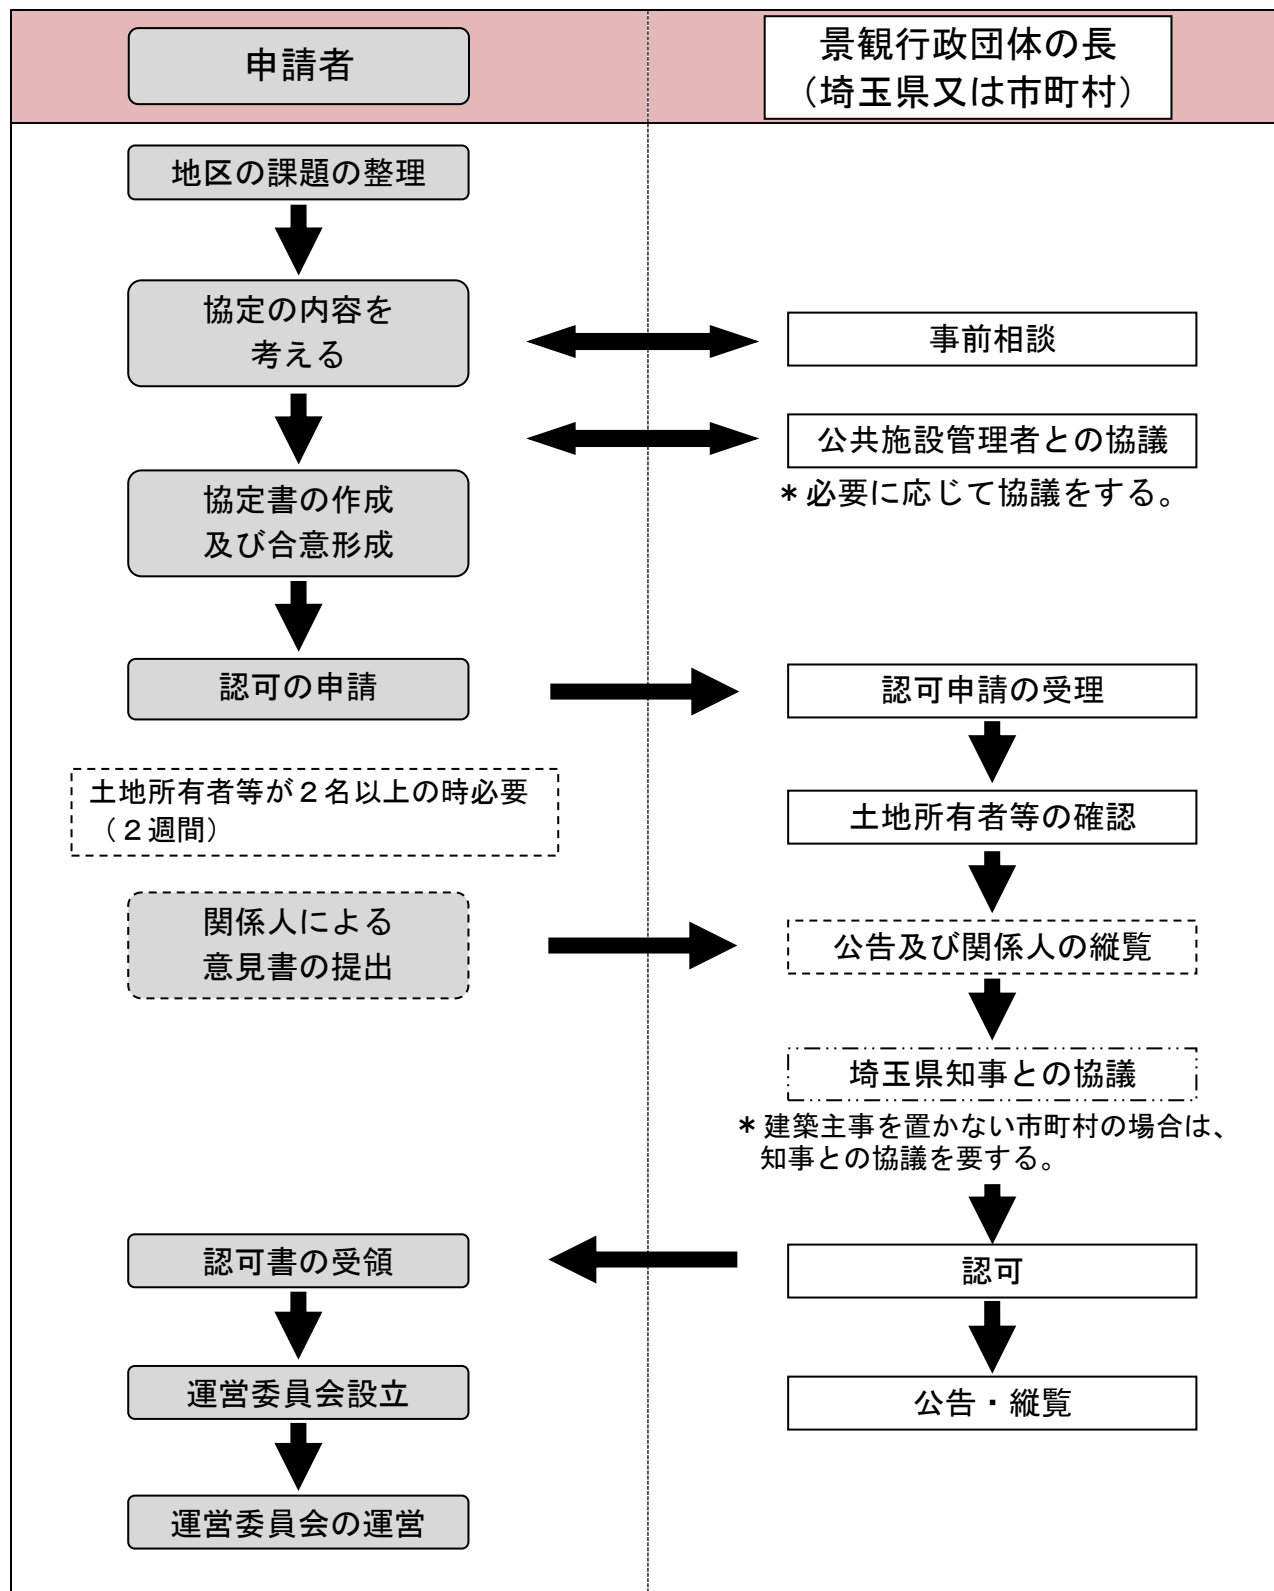 申請者
景観行政団体の長
（埼玉県又は市町村）
地区の課題の整理
協定の内容を
考える
事前相談
公共施設管理者との協議
＊必要に応じて協議をする。
協定書の作成
及び合意形成
認可の申請
認可申請の受理
土地所有者等が２名以上の時必要
（２週間）
土地所有者等の確認
関係人による
意見書の提出
公告及び関係人の縦覧
埼玉県知事との協議
＊建築主事を置かない市町村の場合は、
知事との協議を要する。
認可書の受領
認可
運営委員会設立
公告・縦覧
運営委員会の運営